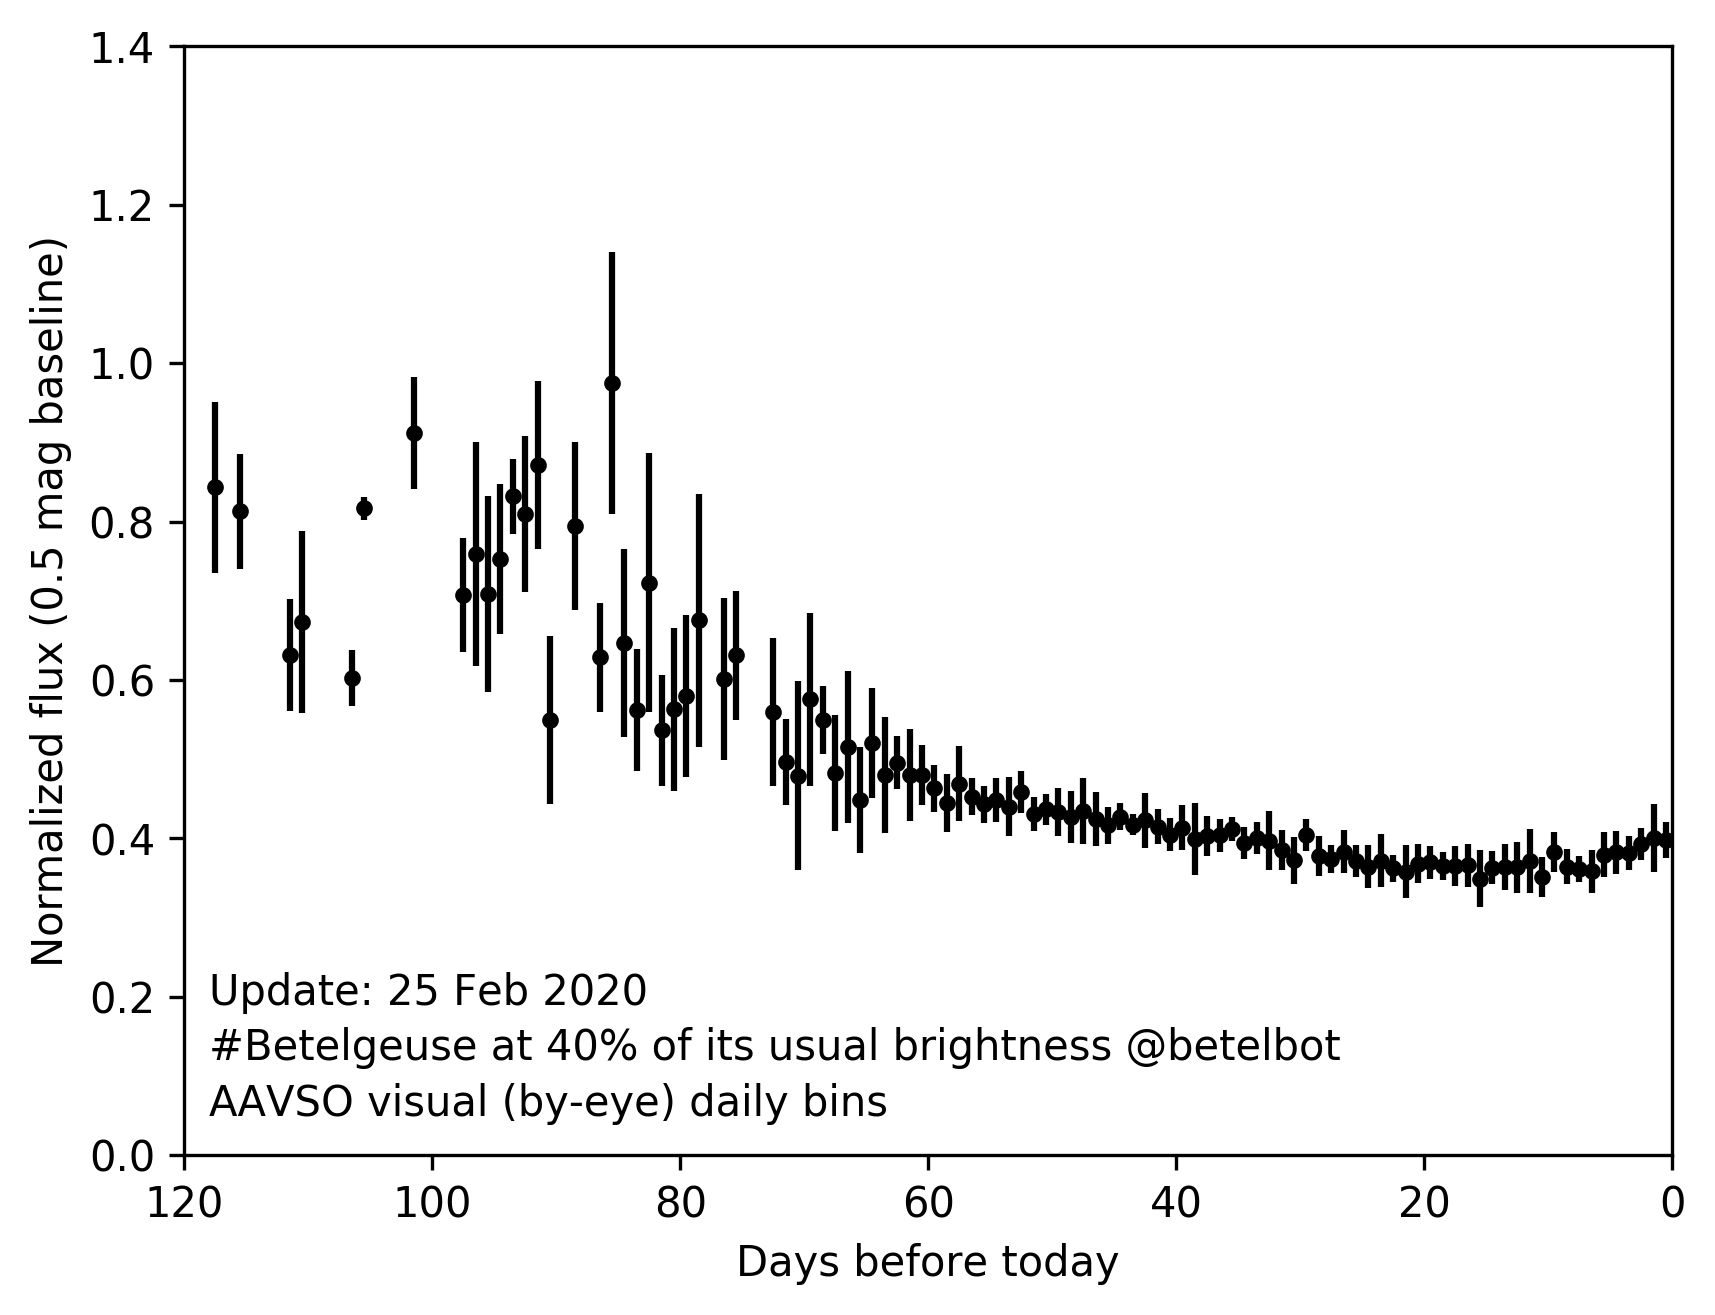 1.4
1.2
1.0
0.8
0.6
0.4
0.2
0.0
Normalized flux (0.5 mag baseline)
Update: 25 Feb 2020
#Betelgeuse at 40% of its usual brightness @betelbot
AAVSO visual (by-eye) daily bins
120 100 80 60 40 20 0
Days before today